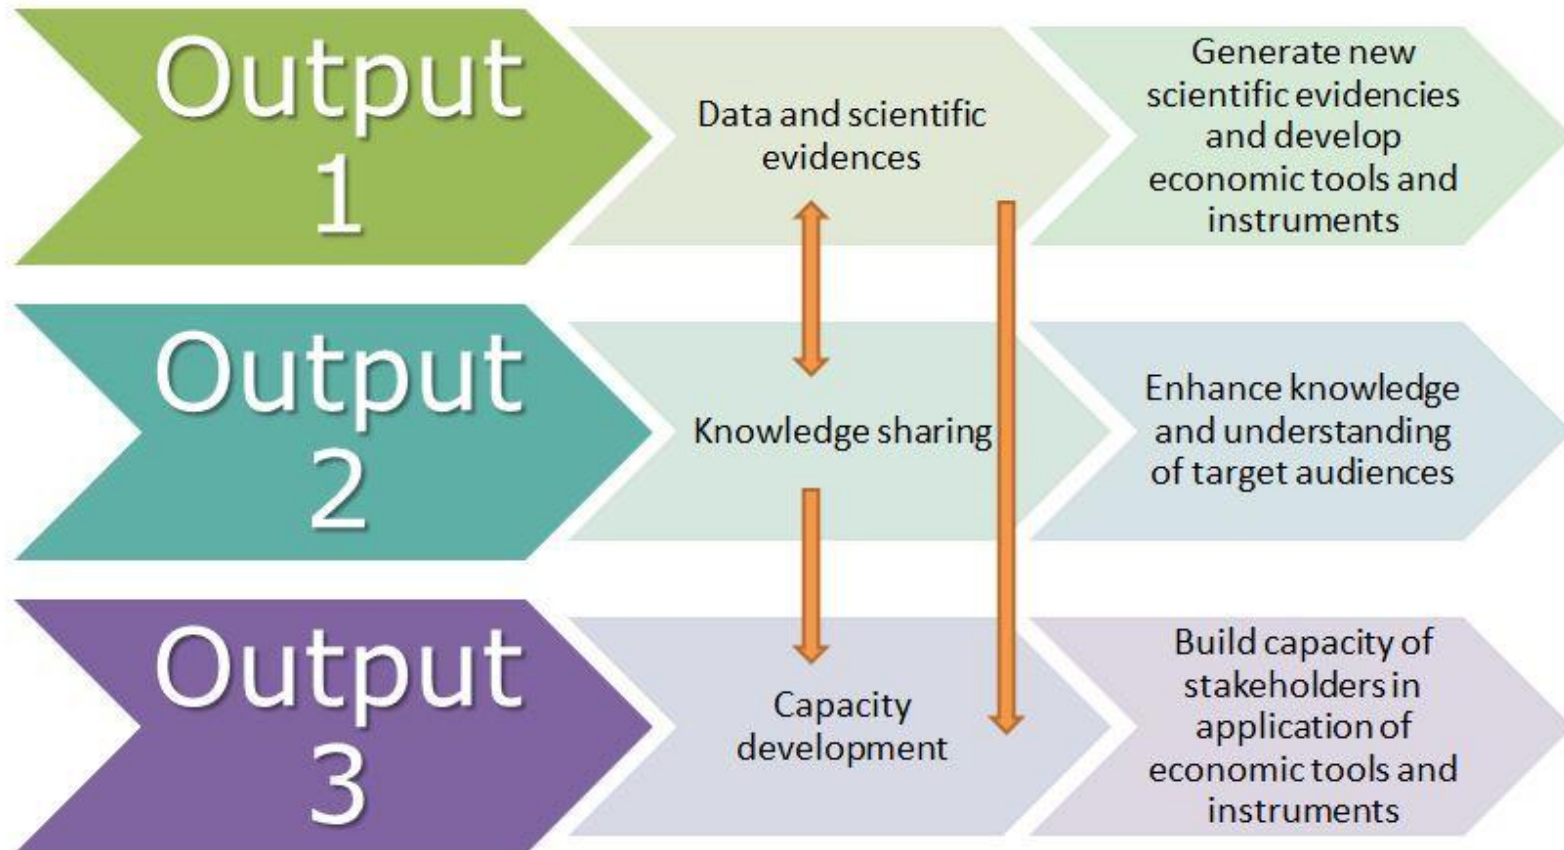 Output
1
Data and scientific
evidences
Generate new
scientific evidencies
and develop
economic tools and
instruments
Output
2
Knowledge sharing
Enhance knowledge
and understanding
of target audiences
Output
3
Capacity
development
Build capacity of
stakeholders in
application of
economic tools and
instruments